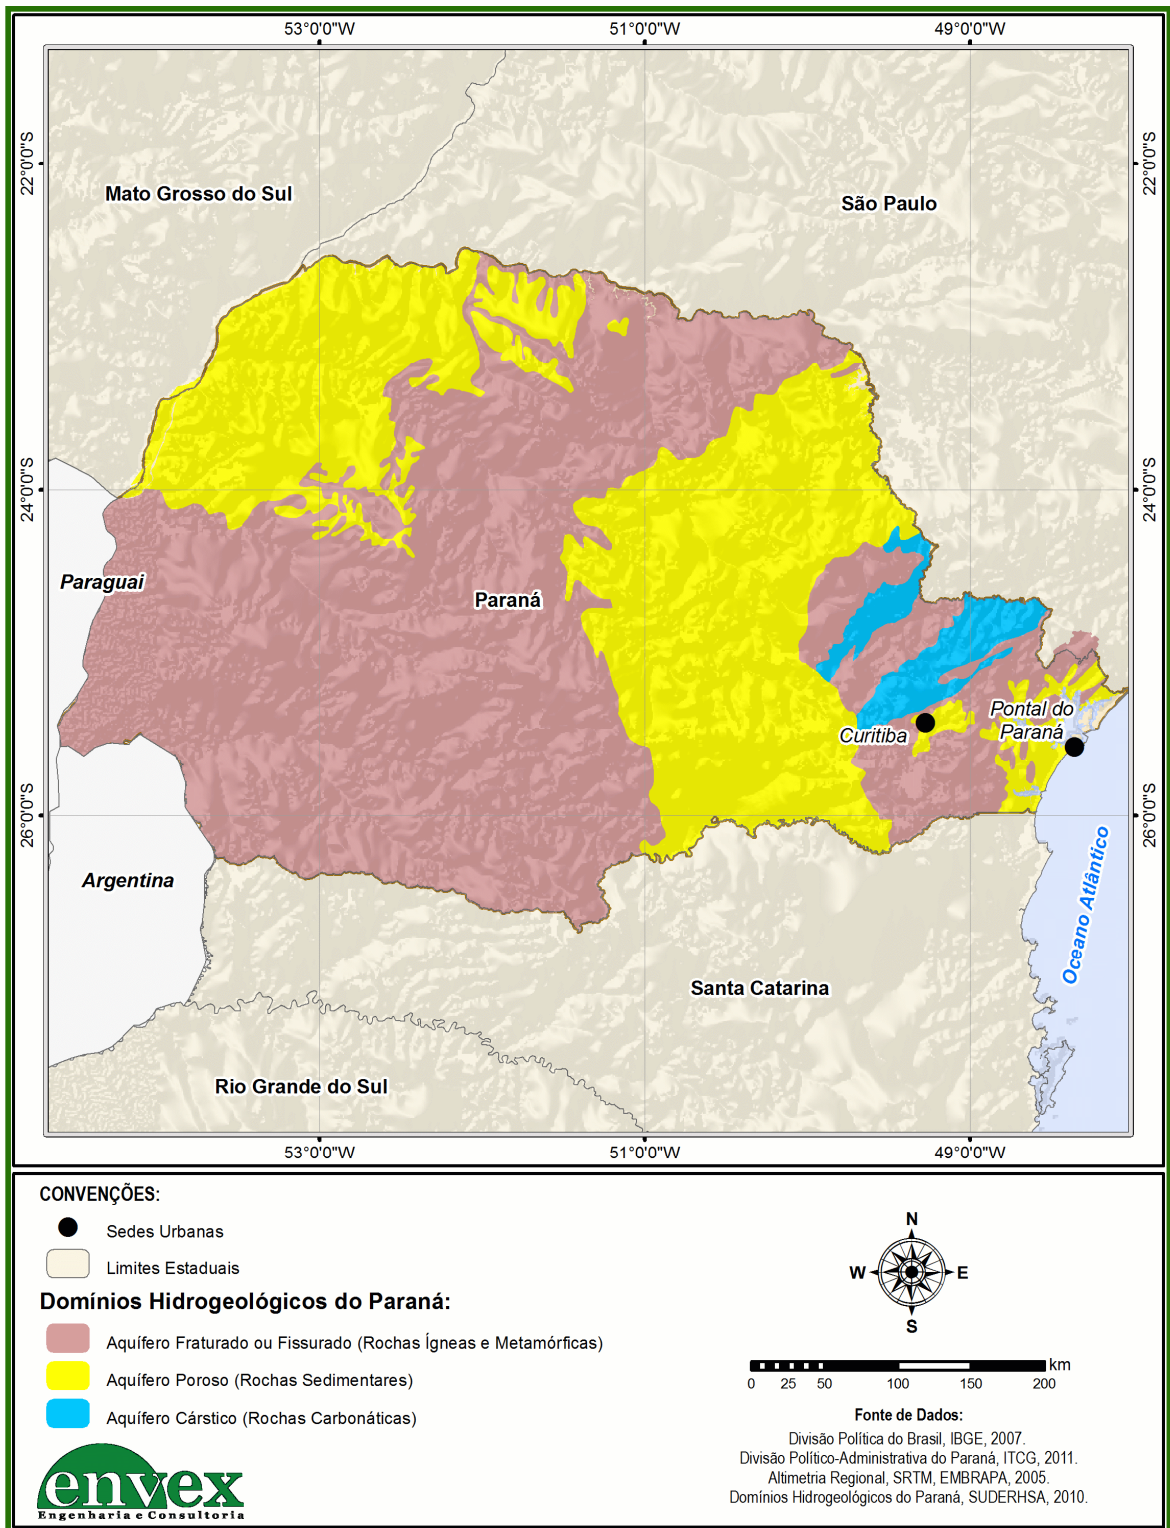 53°0'0"W
51°0'0"W
49°0'0"W
22°0'0"S
22°0'0"S
Mato Grosso do Sul
São Paulo
24°0'0"S
24°0'0"S
Paraguai
Paraná
Pontal do
Paraná
Curitiba
26°0'0"S
26°0'0"S
Argentina
Oceano Atlântico
Santa Catarina
Rio Grande do Sul
53°0'0"W
51°0'0"W
49°0'0"W
CONVENÇÕES:
Sedes Urbanas
Limites Estaduais
Domínios Hidrogeológicos do Paraná:
Aquífero Fraturado ou Fissurado (Rochas Ígneas e Metamórficas)
Aquífero Poroso (Rochas Sedimentares)
Aquífero Cárstico (Rochas Carbonáticas)
envex
Engenharia e Consultoria
N
W
E
S
km
0 25 50 100 150 200
Fonte de Dados:
Divisão Política do Brasil, IBGE, 2007.
Divisão Político-Administrativa do Paraná, ITCG, 2011.
Altimetria Regional, SRTM, EMBRAPA, 2005.
Domínios Hidrogeológicos do Paraná, SUDERHSA, 2010.